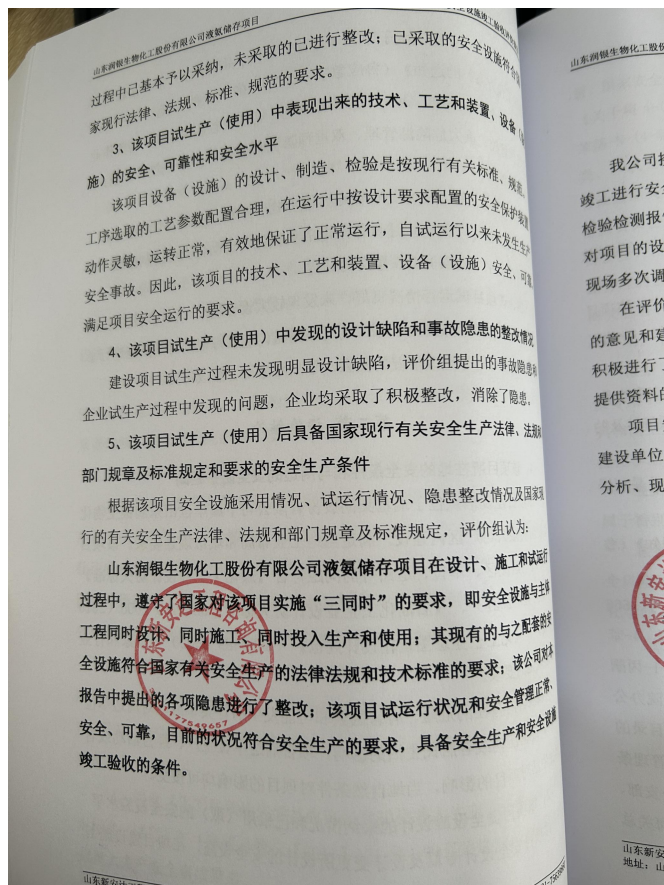 山东润银生物化工股份有限公司液氨储存项目
过程中已基本予以采纳，未采取的已进行整改；已采取的安全设施符合国
家现行法律、法规、标准、规范的要求。
3、该项目试生产（使用）中表现出来的技术、工艺和装置、设备（设
施）的安全、可靠性和安全水平
该项目设备（设施）的设计、制造、检验是按现行有关标准、规范，
工序选取的工艺参数配置合理，在运行中按设计要求配置的安全保护装置
动作灵敏，运转正常，有效地保证了正常运行，自试运行以来未发生生产
安全事故。因此，该项目的技术、工艺和装置、设备（设施）安全、可靠，
满足项目安全运行的要求。
4、该项目试生产（使用）中发现的设计缺陷和事故隐患的整改情况
建设项目试生产过程未发现明显设计缺陷，评价组提出的事故隐患和
企业试生产过程中发现的问题，企业均采取了积极整改，消除了隐患。
5、该项目试生产（使用）后具备国家现行有关安全生产法律、法规和
部门规章及标准规定和要求的安全生产条件
根据该项目安全设施采用情况、试运行情况、隐患整改情况及国家现
行的有关安全生产法律、法规和部门规章及标准规定，评价组认为：
山东润银生物化工股份有限公司液氨储存项目在设计、施工和试运行
过程中，遵守了国家对该项目实施“三同时”的要求，即安全设施与主体
工程同时设计、同时施工、同时投入生产和使用；其现有的与之配套的安
全设施符合国家有关安全生产的法律法规和技术标准的要求；该公司对本
报告中提出的各项隐患进行了整改；该项目试运行状况和安全管理正常、
安全、可靠，目前的状况符合安全生产的要求，具备安全生产和安全设施
竣工验收的条件。
山东润银生物化工股份
我公司接
竣工进行安全
检验检测报告
对项目的设
现场多次调
在评价
的意见和建
积极进行了
提供资料的
项目
建设单位
分析、现
山东新安
地址：山